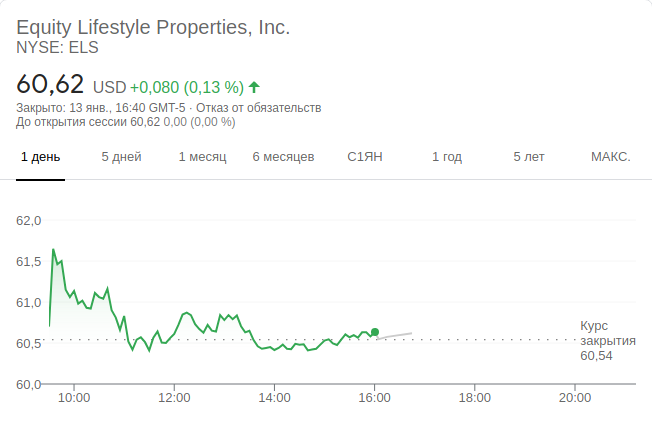 Equity Lifestyle Properties, Inc.
NYSE: ELS
60,62 USD +0,080 (0,13 %)
Закрыто: 13 янв., 16:40 GMT-5 · Отказ от обязательств
До открытия сессии 60,62 0,00 (0,00 %)
1 день 5 дней 1 месяц 6 месяцев С1ЯН 1 год 5 лет МАКС.
62,0
61,5
61,0
60,5
60,0
Курс
закрытия
60,54
10:00 12:00 14:00 16:00 18:00 20:00